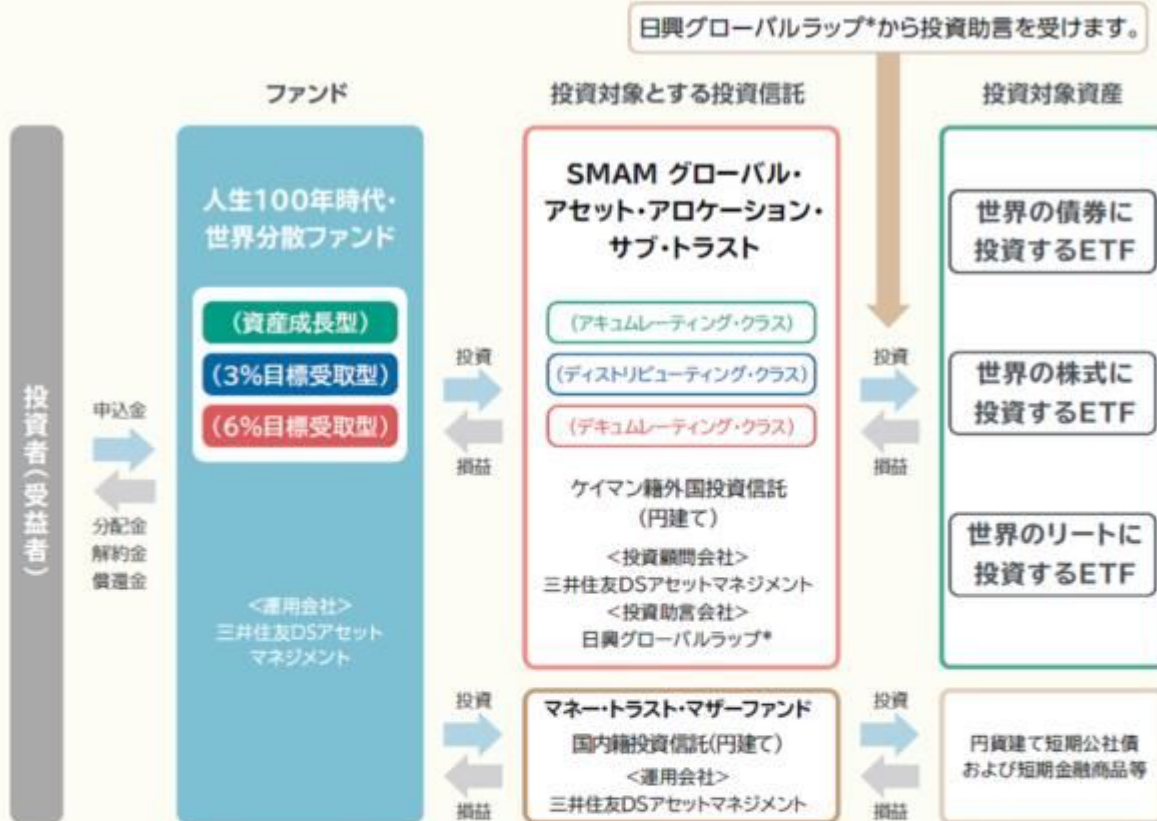 日興グローバルラップ*から投資助言を受けます。
ファンド
投資対象とする投資信託
投資対象資産
投資者(受益者)
申込金
分配金
解約金
償還金
人生100年時代・
世界分散ファンド
(資産成長型)
(3%目標受取型)
(6%目標受取型)
<運用会社>
三井住友DSアセット
マネジメント
投資
損益
SMAM グローバル・
アセット・アロケーション・
サブ・トラスト
(アキュムレーティング・クラス)
(ディストリビューティング・クラス)
(デキュムレーティング・クラス)
ケイマン籍外国投資信託
(円建て)
<投資顧問会社>
三井住友DSアセットマネジメント
<投資助言会社>
日興グローバルラップ*
投資
損益
世界の債券に
投資するETF
世界の株式に
投資するETF
世界のリートに
投資するETF
投資
損益
マネー・トラスト・マザーファンド
国内籍投資信託(円建て)
<運用会社>
三井住友DSアセットマネジメント
投資
損益
円貨建て短期公社債
および短期金融商品等